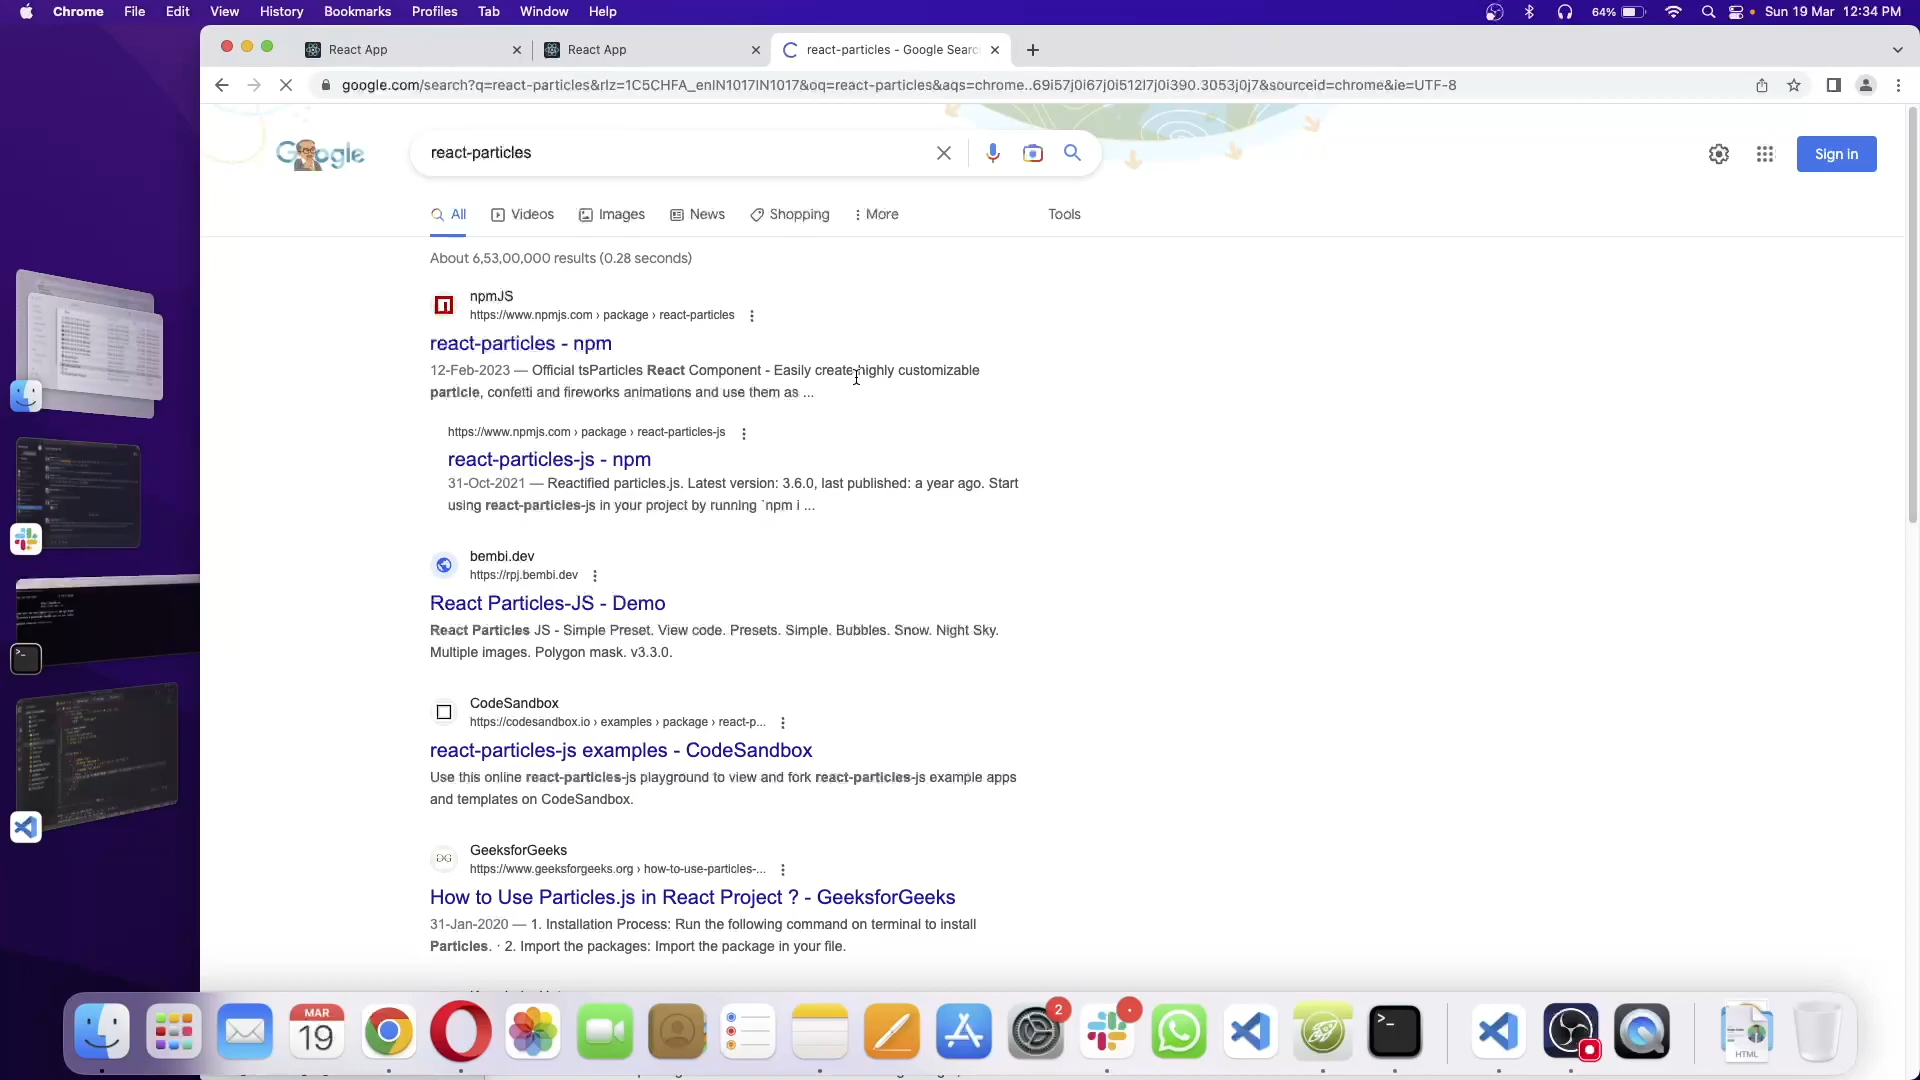 Chrome File Edit View History Bookmarks Profiles Tab Window Help
64% Sun 19 Mar 12:34 PM
React App
React App
react-particles - Google Searc
google.com/search?q=react-particles&rlz=1C5CHFA_enIN1017IN1017&oq=react-particles&aqs=chrome..69i57j0i67j0i512l7j0i390.3053j0j7&sourceid=chrome&ie=UTF-8
Google
react-particles
Sign in
All Videos Images News Shopping More Tools
About 6,53,00,000 results (0.28 seconds)
npmJS
https://www.npmjs.com › package › react-particles
react-particles - npm
12-Feb-2023 — Official tsParticles React Component - Easily create highly customizable
particle, confetti and fireworks animations and use them as ...
https://www.npmjs.com › package › react-particles-js
react-particles-js - npm
31-Oct-2021 — Reactified particles.js. Latest version: 3.6.0, last published: a year ago. Start
using react-particles-js in your project by running `npm i ...
bembi.dev
https://rpj.bembi.dev
React Particles-JS - Demo
React Particles JS - Simple Preset. View code. Presets. Simple. Bubbles. Snow. Night Sky.
Multiple images. Polygon mask. v3.3.0.
CodeSandbox
https://codesandbox.io › examples › package › react-p...
react-particles-js examples - CodeSandbox
Use this online react-particles-js playground to view and fork react-particles-js example apps
and templates on CodeSandbox.
GeeksforGeeks
https://www.geeksforgeeks.org › how-to-use-particles-...
How to Use Particles.js in React Project ? - GeeksforGeeks
31-Jan-2020 — 1. Installation Process: Run the following command on terminal to install
Particles. · 2. Import the packages: Import the package in your file.
MAR
19
2
HTML